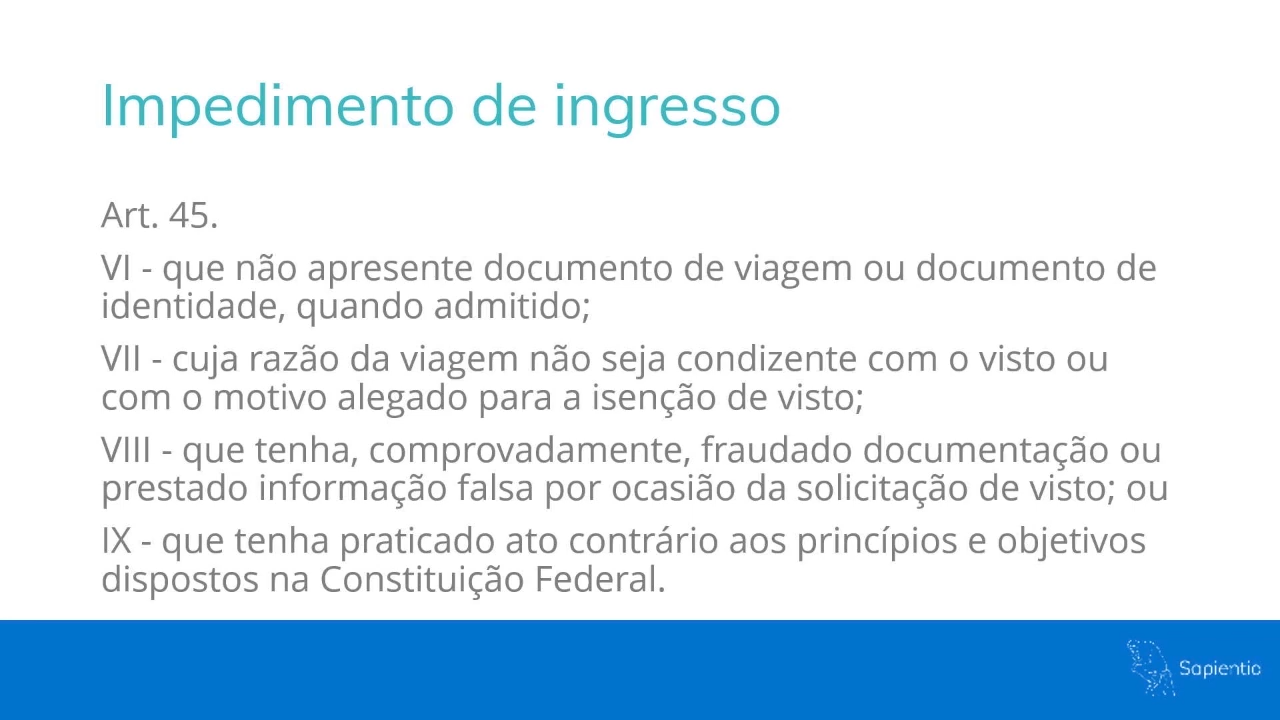 Impedimento de ingresso
Art. 45.
VI - que não apresente documento de viagem ou documento de
identidade, quando admitido;
VII - cuja razão da viagem não seja condizente com o visto ou
com o motivo alegado para a isenção de visto;
VIII - que tenha, comprovadamente, fraudado documentação ou
prestado informação falsa por ocasião da solicitação de visto; ou
IX - que tenha praticado ato contrário aos princípios e objetivos
dispostos na Constituição Federal.
Sapientia